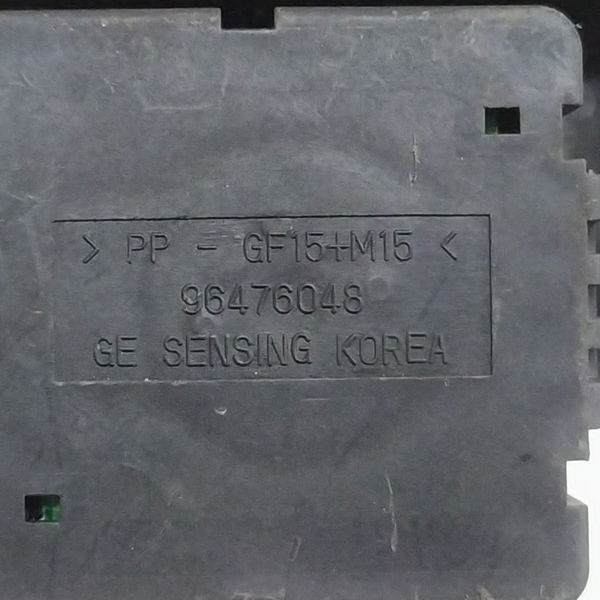 > PP - GF15+M15 <
96476048
GE SENSING KOREA